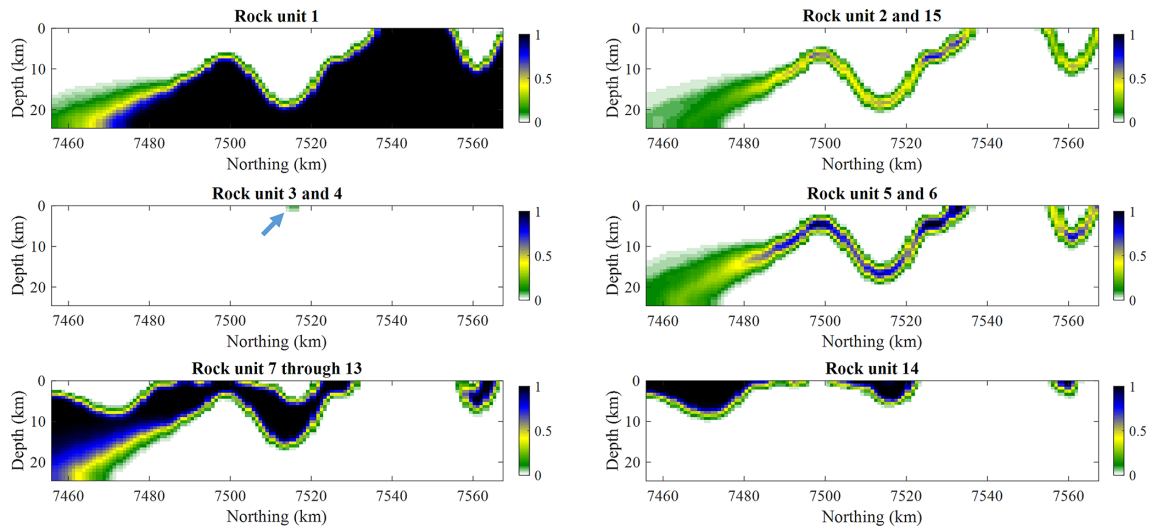 Rock unit 1
Depth (km)
0
10
20
7460 7480 7500 7520 7540 7560
Northing (km)
1
0.5
0
Rock unit 2 and 15
Depth (km)
0
10
20
7460 7480 7500 7520 7540 7560
Northing (km)
1
0.5
0
Rock unit 3 and 4
Depth (km)
0
10
20
7460 7480 7500 7520 7540 7560
Northing (km)
1
0.5
0
Rock unit 5 and 6
Depth (km)
0
10
20
7460 7480 7500 7520 7540 7560
Northing (km)
1
0.5
0
Rock unit 7 through 13
Depth (km)
0
10
20
7460 7480 7500 7520 7540 7560
Northing (km)
1
0.5
0
Rock unit 14
Depth (km)
0
10
20
7460 7480 7500 7520 7540 7560
Northing (km)
1
0.5
0